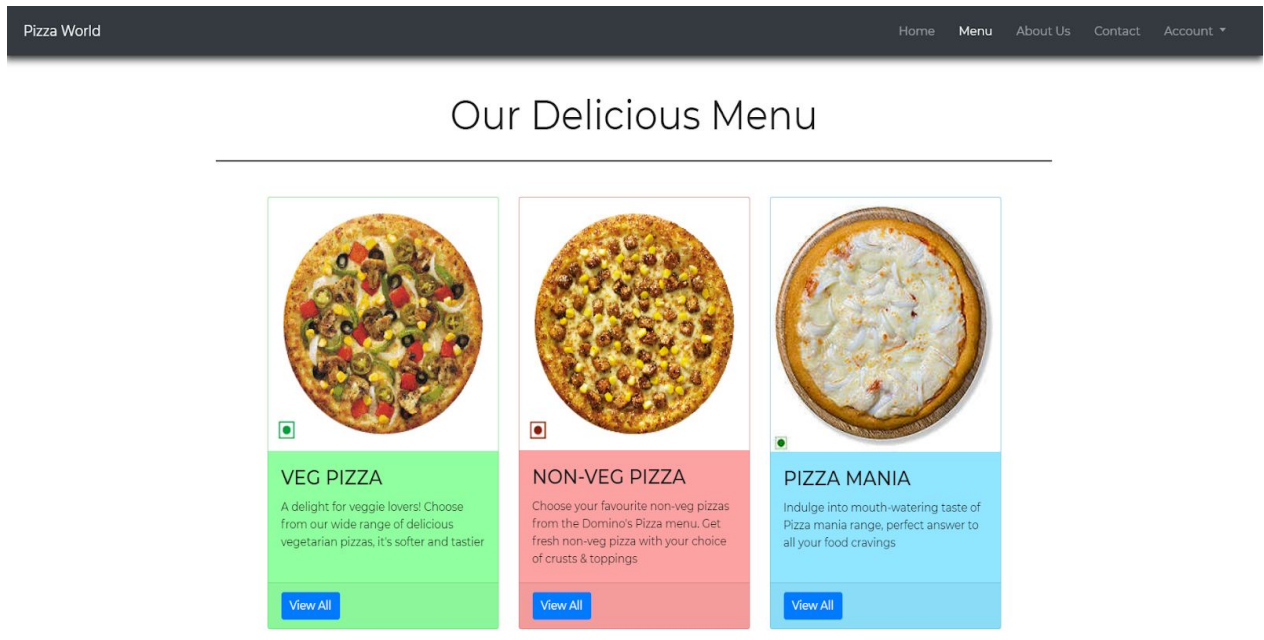 Pizza World
Home Menu About Us Contact Account
Our Delicious Menu
VEG PIZZA
A delight for veggie lovers! Choose
from our wide range of delicious
vegetarian pizzas, it's softer and tastier
View All
NON-VEG PIZZA
Choose your favourite non-veg pizzas
from the Domino's Pizza menu. Get
fresh non-veg pizza with your choice
of crusts & toppings
View All
PIZZA MANIA
Indulge into mouth-watering taste of
Pizza mania range, perfect answer to
all your food cravings
View All